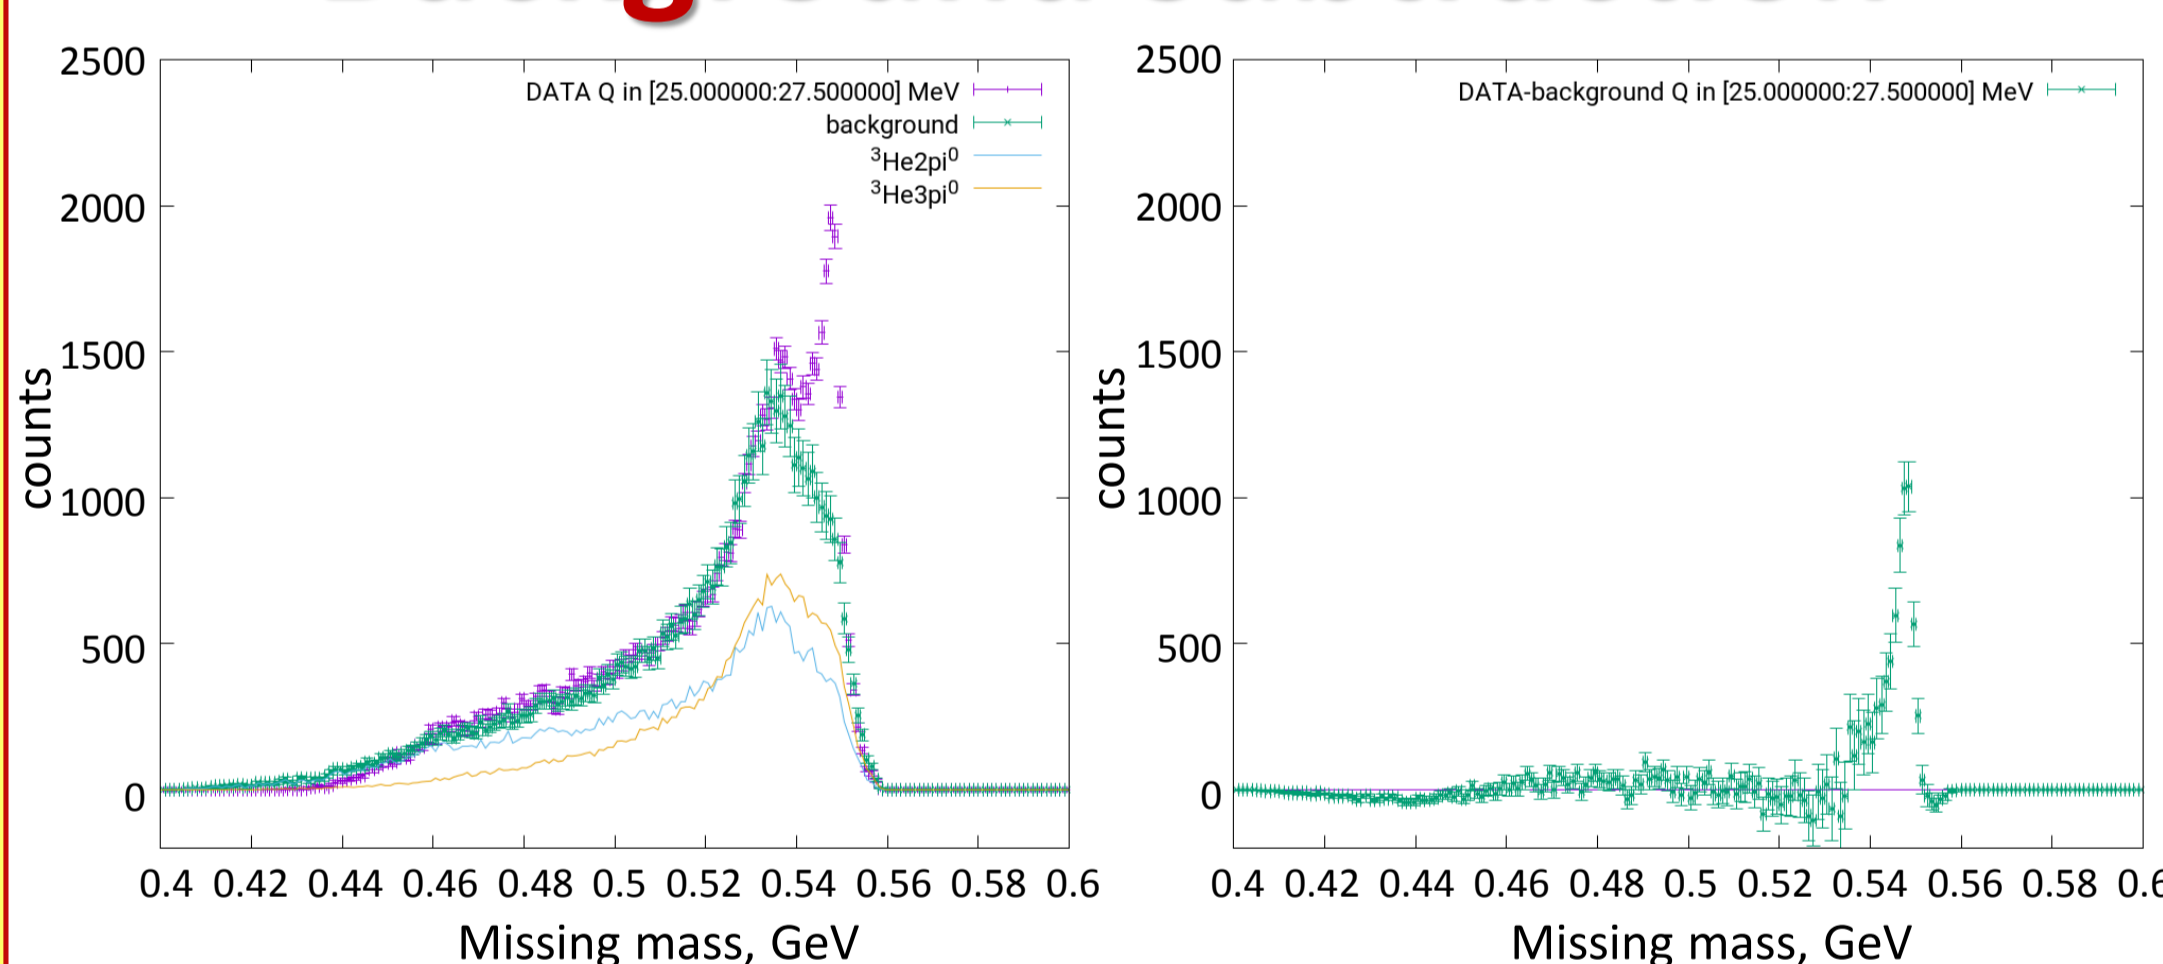 2500
2000
1500
1000
500
0
counts
DATA Q in [25.000000:27.500000] MeV
background
³He2pi⁰
³He3pi⁰
0.4 0.42 0.44 0.46 0.48 0.5 0.52 0.54 0.56 0.58 0.6
Missing mass, GeV
2500
2000
1500
1000
500
0
counts
DATA-background Q in [25.000000:27.500000] MeV
0.4 0.42 0.44 0.46 0.48 0.5 0.52 0.54 0.56 0.58 0.6
Missing mass, GeV